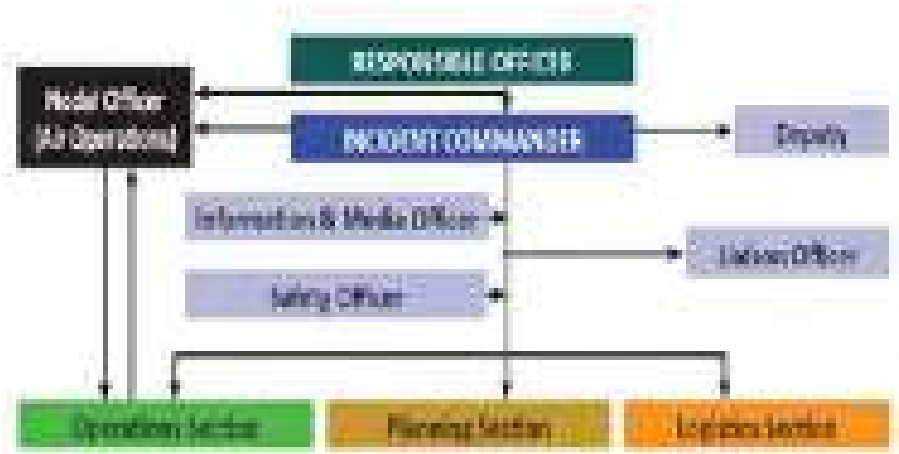 RESPONSIBLE OFFICER
Nodal Officer
(Air Operations)
INCIDENT COMMANDER
Deputy
Information & Media Officer
Liaison Officer
Safety Officer
Operations Section
Planning Section
Logistics Section